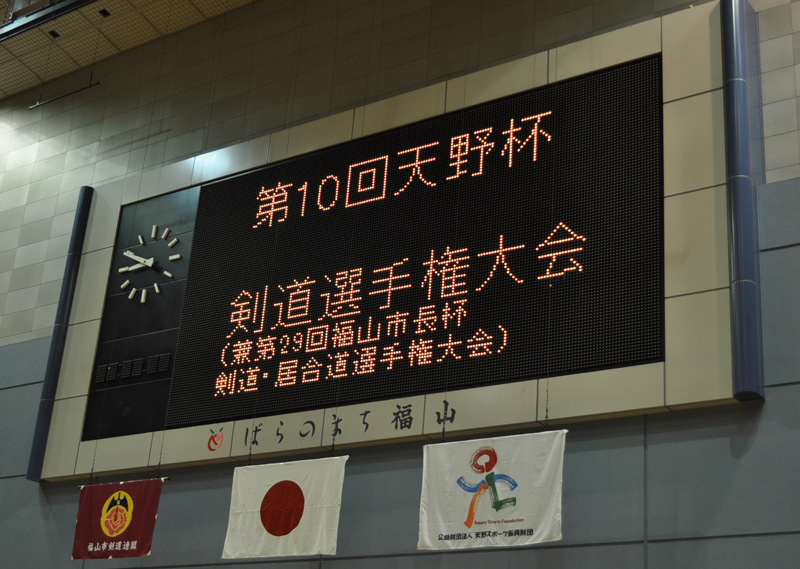 第10回天野杯
剣道選手権大会
(兼第29回福山市長杯
剣道・居合道選手権大会)
ばらのまち福山
福山市剣道連盟
公益財団法人 天野スポーツ振興財団